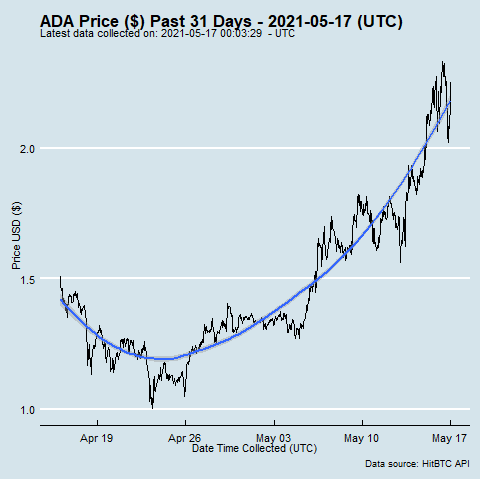 ADA Price ($) Past 31 Days - 2021-05-17 (UTC)
Latest data collected on: 2021-05-17 00:03:29 - UTC
2.0
1.5
1.0
Price USD ($)
Apr 19 Apr 26 May 03 May 10 May 17
Date Time Collected (UTC)
Data source: HitBTC API